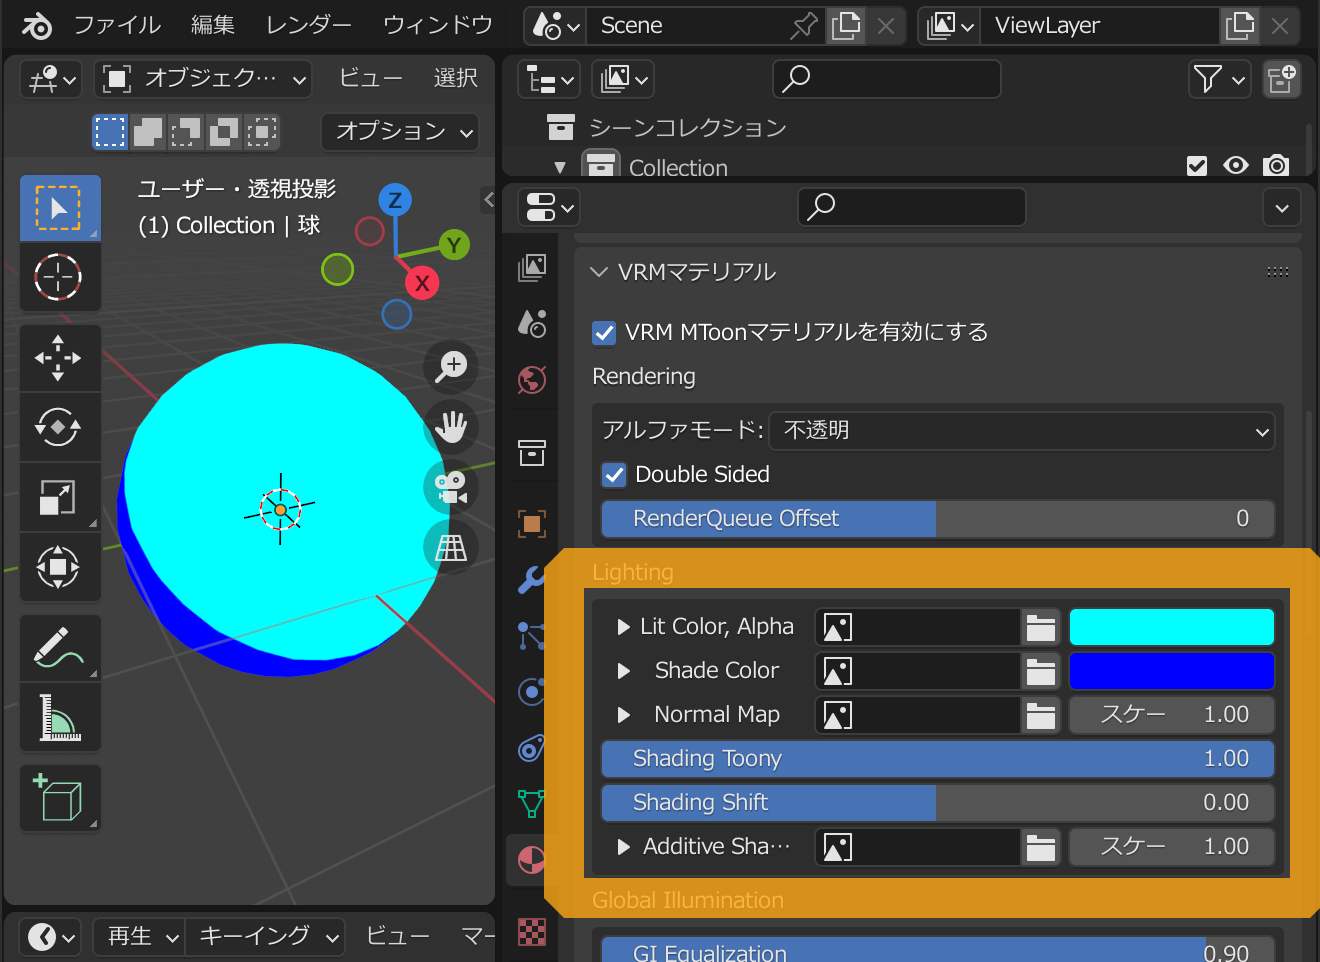 ファイル 編集 レンダー ウィンドウ Scene ViewLayer
オブジェク… ビュー 選択
オプション
シーンコレクション
Collection
ユーザー・透視投影
(1) Collection | 球
Z
Y
X
VRMマテリアル
VRM MToonマテリアルを有効にする
Rendering
アルファモード: 不透明
Double Sided
RenderQueue Offset 0
Lighting
Lit Color, Alpha
Shade Color
Normal Map スケー 1.00
Shading Toony 1.00
Shading Shift 0.00
Additive Sha… スケー 1.00
Global Illumination
GI Equalization 0.90
再生 キーイング ビュー マー